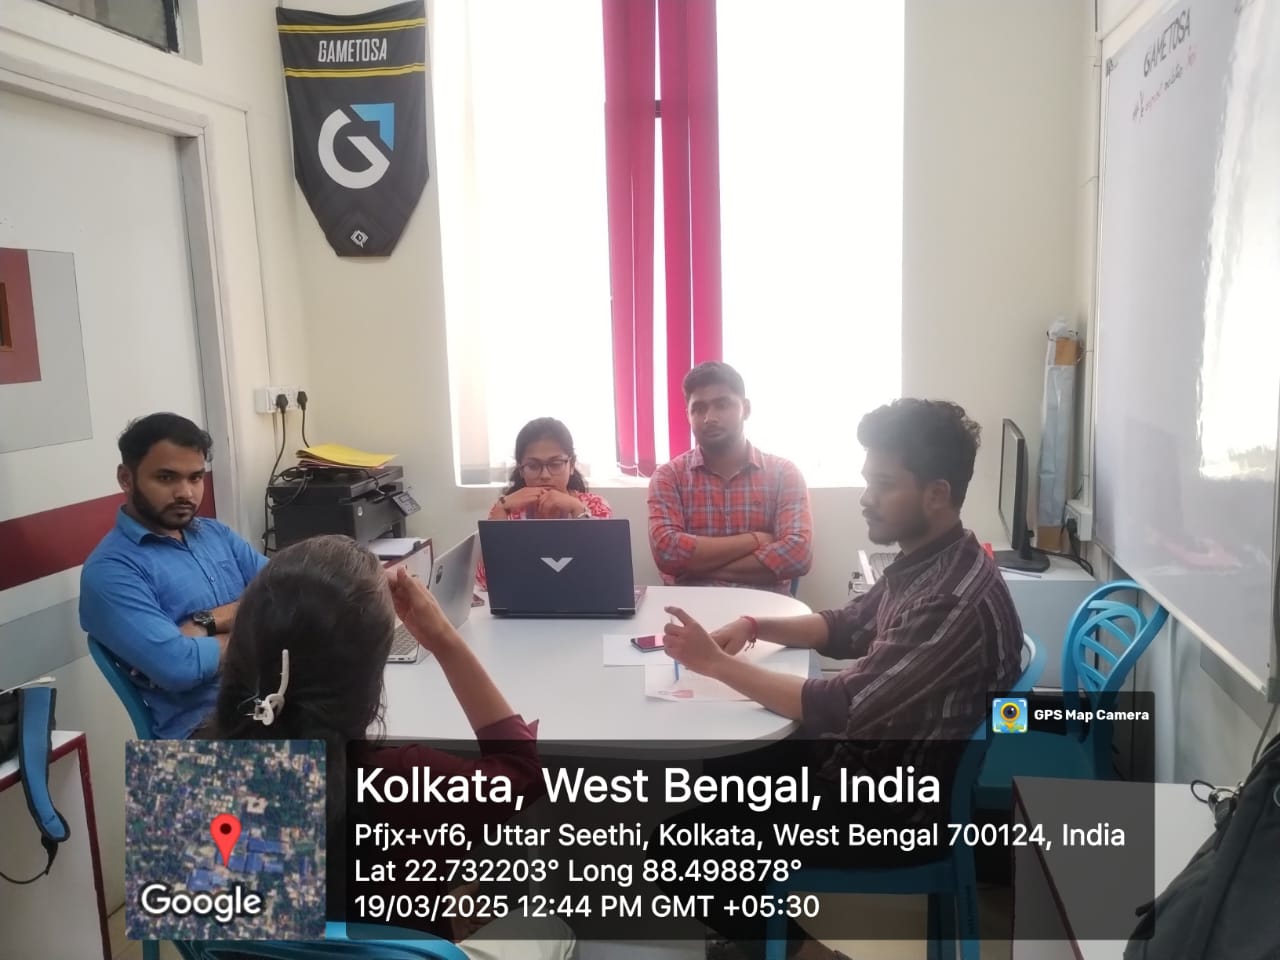 GAMETOSA
GAMETOSA
GPS Map Camera
Kolkata, West Bengal, India
Pfjx+vf6, Uttar Seethi, Kolkata, West Bengal 700124, India
Lat 22.732203° Long 88.498878°
19/03/2025 12:44 PM GMT +05:30
Google